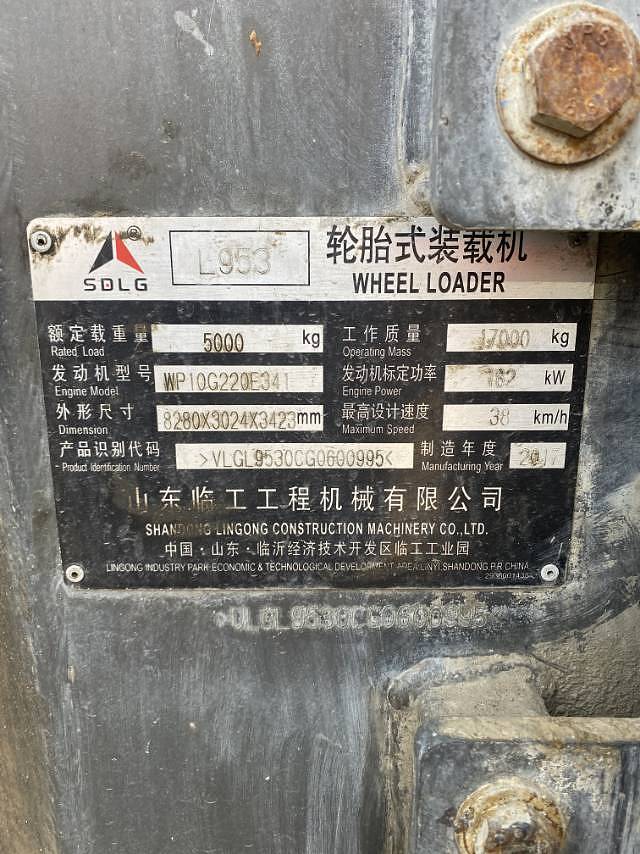 SDLG
L953
轮胎式装载机
WHEEL LOADER
额定载重量 5000 kg
Rated Load
工作质量 17000 kg
Operating Mass
发动机型号 WP10G220E341
Engine Model
发动机标定功率 162 kW
Engine Power
外形尺寸 8280X3024X3423 mm
Dimension
最高设计速度 38 km/h
Maximum Speed
产品识别代码 >VLGL9530CG0600995<
Product Identification Number
制造年度 2017
Manufacturing Year
山东临工工程机械有限公司
SHANDONG LINGONG CONSTRUCTION MACHINERY CO.,LTD.
中国·山东·临沂经济技术开发区临工工业园
LINGONG INDUSTRY PARK ECONOMIC & TECHNOLOGICAL DEVELOPMENT AREA LINYI, SHANDONG P.R CHINA
>VLGL9530CG0600995<